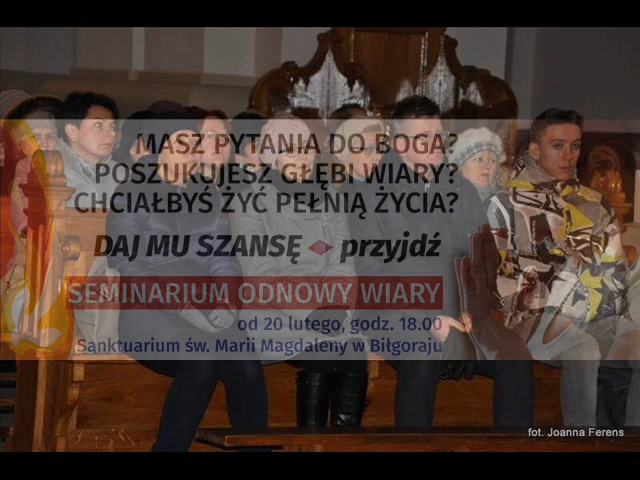 MASZ PYTANIA DO BOGA?
POSZUKUJESZ GŁĘBI WIARY?
CHCIAŁBYŚ ŻYĆ PEŁNIĄ ŻYCIA?
DAJ MU SZANSĘ przyjdź
SEMINARIUM ODNOWY WIARY
od 20 lutego, godz. 18.00
Sanktuarium św. Marii Magdaleny w Biłgoraju
fot. Joanna Ferens